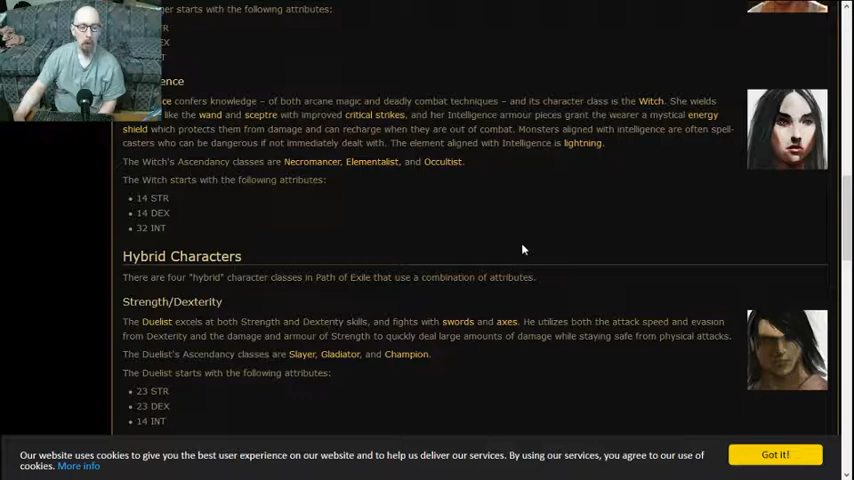 er starts with the following attributes:
ence
ce confers knowledge – of both arcane magic and deadly combat techniques – and its character class is the Witch. She wields
like the wand and sceptre with improved critical strikes, and her Intelligence armour pieces grant the wearer a mystical energy
shield which protects them from damage and can recharge when they are out of combat. Monsters aligned with intelligence are often spell-
casters who can be dangerous if not immediately dealt with. The element aligned with Intelligence is lightning.
The Witch's Ascendancy classes are Necromancer, Elementalist, and Occultist.
The Witch starts with the following attributes:
14 STR
14 DEX
32 INT
Hybrid Characters
There are four "hybrid" character classes in Path of Exile that use a combination of attributes.
Strength/Dexterity
The Duelist excels at both Strength and Dexterity skills, and fights with swords and axes. He utilizes both the attack speed and evasion
from Dexterity and the damage and armour of Strength to quickly deal large amounts of damage while staying safe from physical attacks.
The Duelist's Ascendancy classes are Slayer, Gladiator, and Champion.
The Duelist starts with the following attributes:
23 STR
23 DEX
14 INT
Our website uses cookies to give you the best user experience on our website and to help us deliver our services. By using our services, you agree to our use of
cookies. More info
Got it!